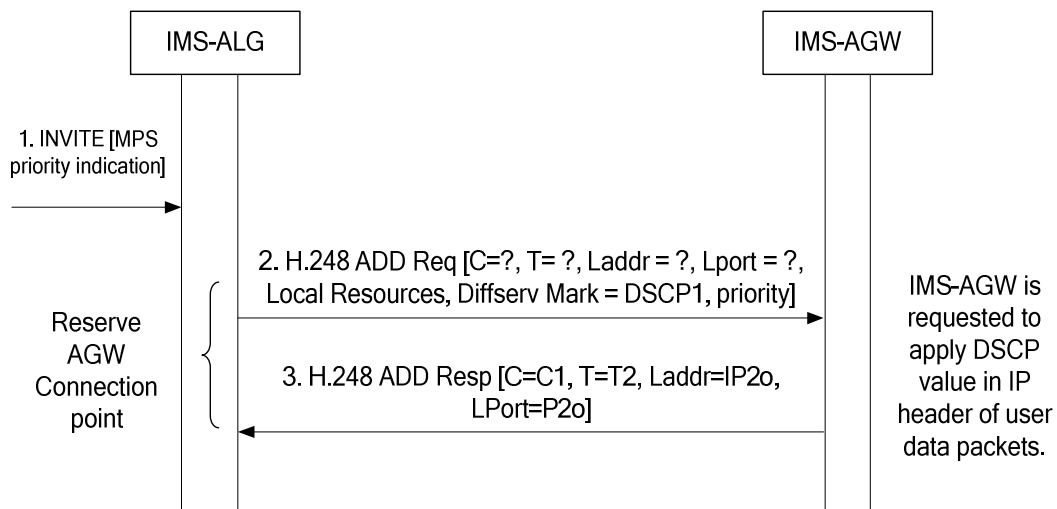 IMS-ALG
IMS-AGW
1. INVITE [MPS
priority indication]
2. H.248 ADD Req [C=?, T= ?, Laddr = ?, Lport = ?,
Local Resources, Diffserv Mark = DSCP1, priority]
Reserve
AGW
Connection
point
3. H.248 ADD Resp [C=C1, T=T2, Laddr=IP2o,
LPort=P2o]
IMS-AGW is
requested to
apply DSCP
value in IP
header of user
data packets.